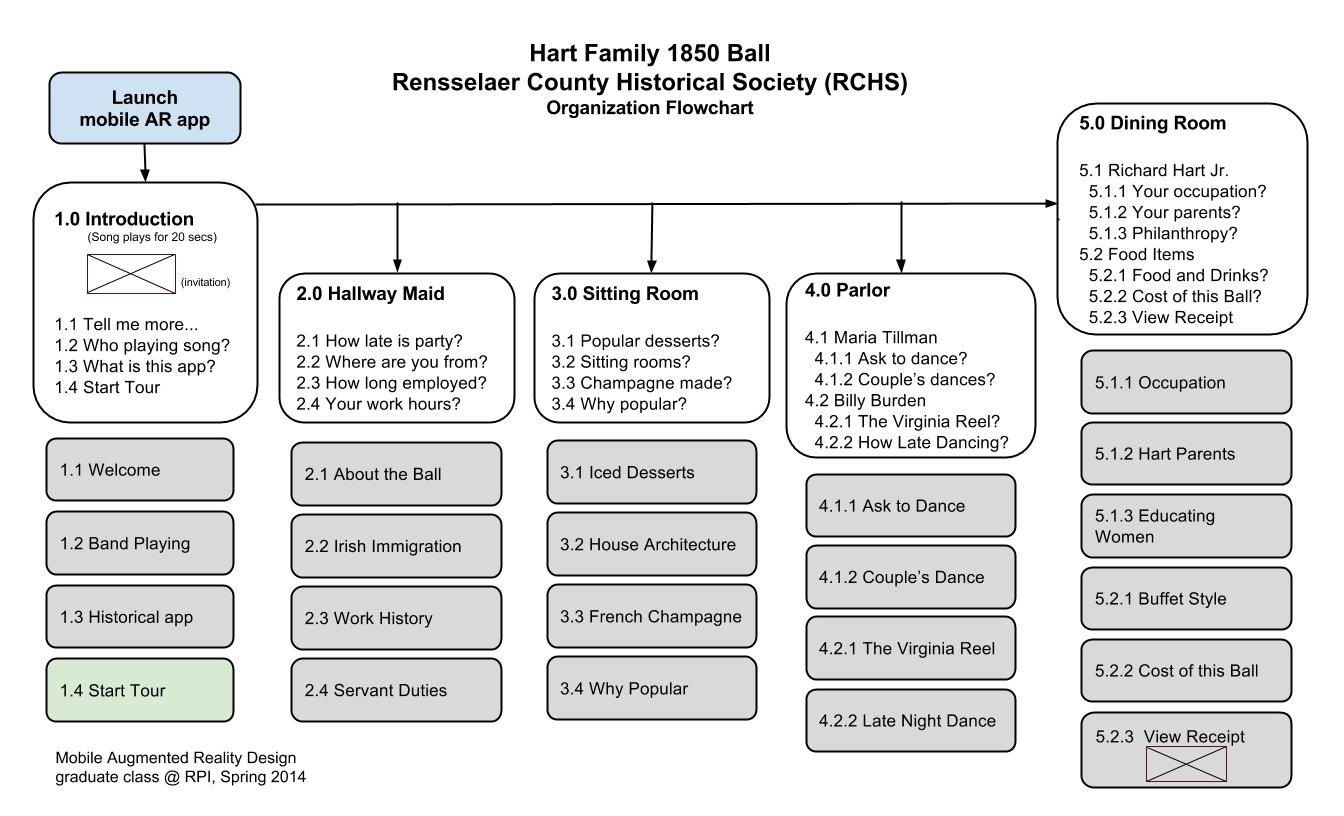 Hart Family 1850 Ball
Rensselaer County Historical Society (RCHS)
Organization Flowchart
Launch
mobile AR app
1.0 Introduction
(Song plays for 20 secs)
(invitation)
1.1 Tell me more...
1.2 Who playing song?
1.3 What is this app?
1.4 Start Tour
1.1 Welcome
1.2 Band Playing
1.3 Historical app
1.4 Start Tour
2.0 Hallway Maid
2.1 How late is party?
2.2 Where are you from?
2.3 How long employed?
2.4 Your work hours?
2.1 About the Ball
2.2 Irish Immigration
2.3 Work History
2.4 Servant Duties
3.0 Sitting Room
3.1 Popular desserts?
3.2 Sitting rooms?
3.3 Champagne made?
3.4 Why popular?
3.1 Iced Desserts
3.2 House Architecture
3.3 French Champagne
3.4 Why Popular
4.0 Parlor
4.1 Maria Tillman
4.1.1 Ask to dance?
4.1.2 Couple's dances?
4.2 Billy Burden
4.2.1 The Virginia Reel?
4.2.2 How Late Dancing?
4.1.1 Ask to Dance
4.1.2 Couple's Dance
4.2.1 The Virginia Reel
4.2.2 Late Night Dance
5.0 Dining Room
5.1 Richard Hart Jr.
5.1.1 Your occupation?
5.1.2 Your parents?
5.1.3 Philanthropy?
5.2 Food Items
5.2.1 Food and Drinks?
5.2.2 Cost of this Ball?
5.2.3 View Receipt
5.1.1 Occupation
5.1.2 Hart Parents
5.1.3 Educating
Women
5.2.1 Buffet Style
5.2.2 Cost of this Ball
5.2.3 View Receipt
Mobile Augmented Reality Design
graduate class @ RPI, Spring 2014